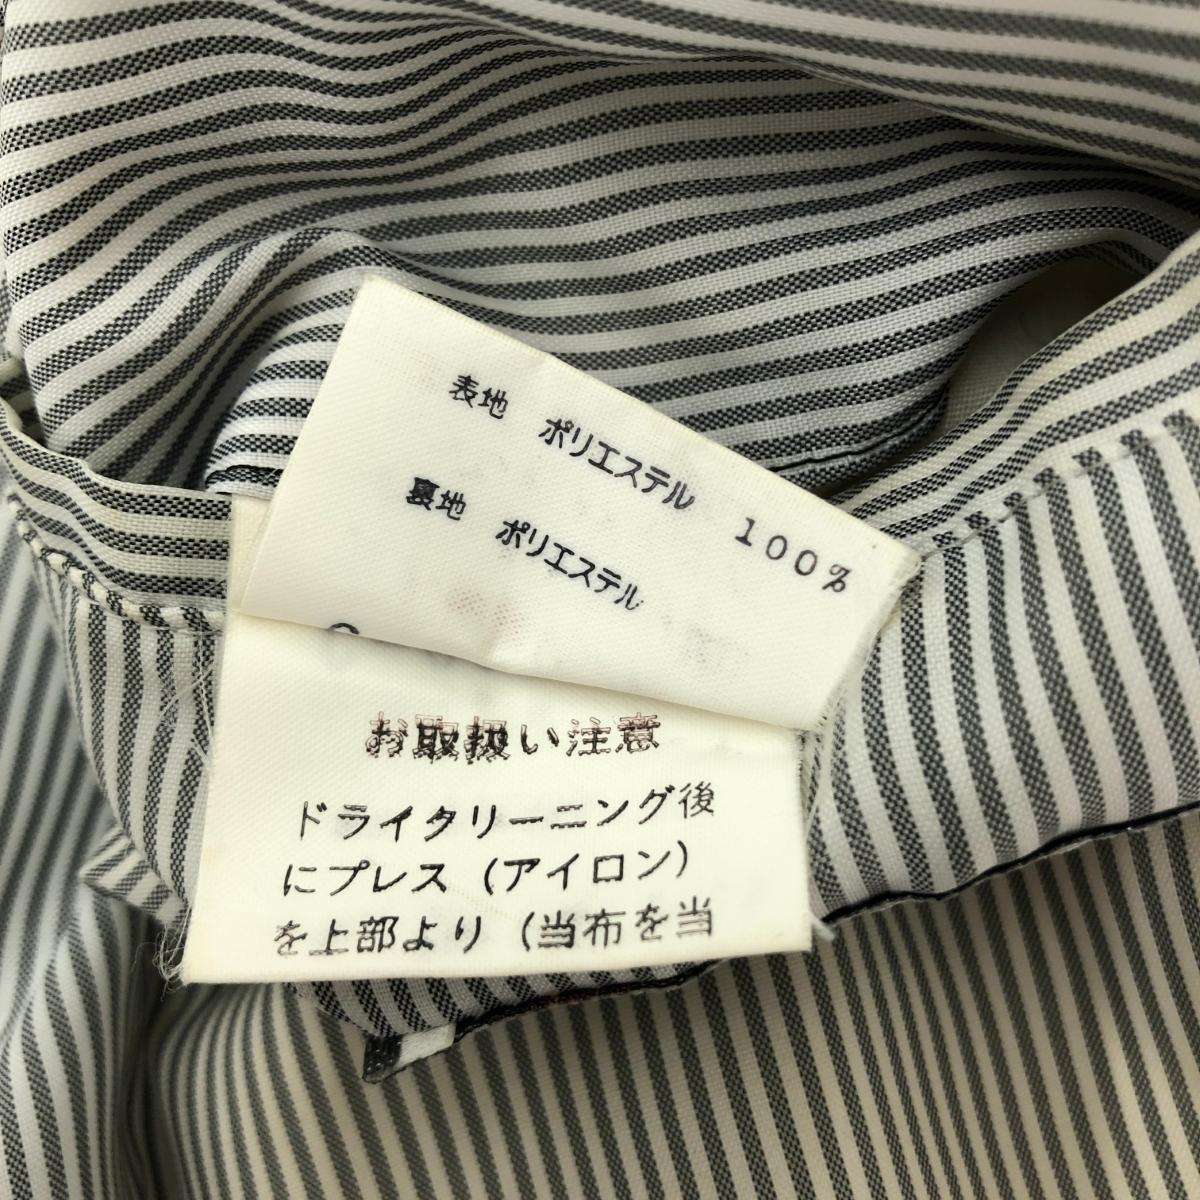 表地 ポリエステル 100%
裏地 ポリエステル
お取扱い注意
ドライクリーニング後
にプレス(アイロン)
を上部より(当布を当